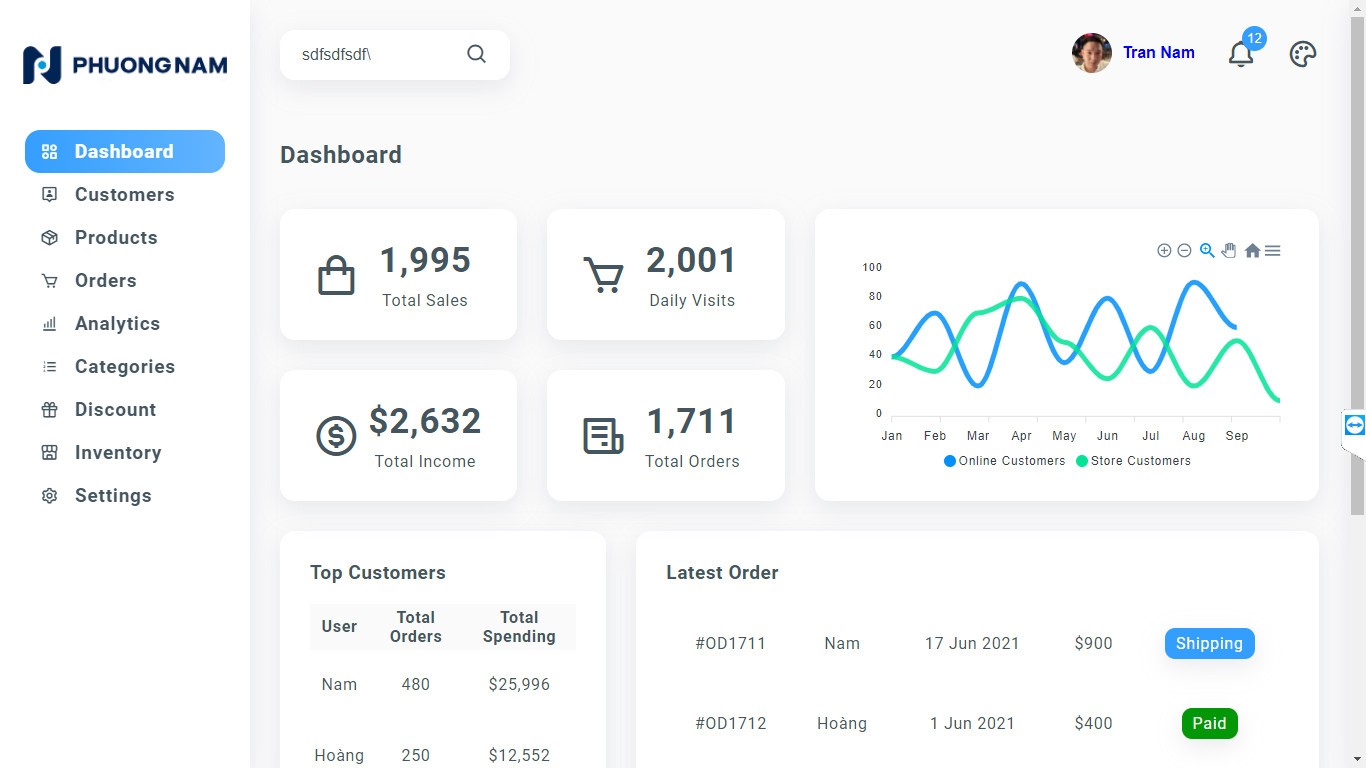 PHUONG NAM
Dashboard
Customers
Products
Orders
Analytics
Categories
Discount
Inventory
Settings
sdfsdfsdf\
Tran Nam
12
Dashboard
1,995
Total Sales
2,001
Daily Visits
$2,632
Total Income
1,711
Total Orders
100
80
60
40
20
0
Jan Feb Mar Apr May Jun Jul Aug Sep
Online Customers Store Customers
Top Customers
User Total Orders Total Spending
Nam 480 $25,996
Hoàng 250 $12,552
Latest Order
#OD1711 Nam 17 Jun 2021 $900 Shipping
#OD1712 Hoàng 1 Jun 2021 $400 Paid